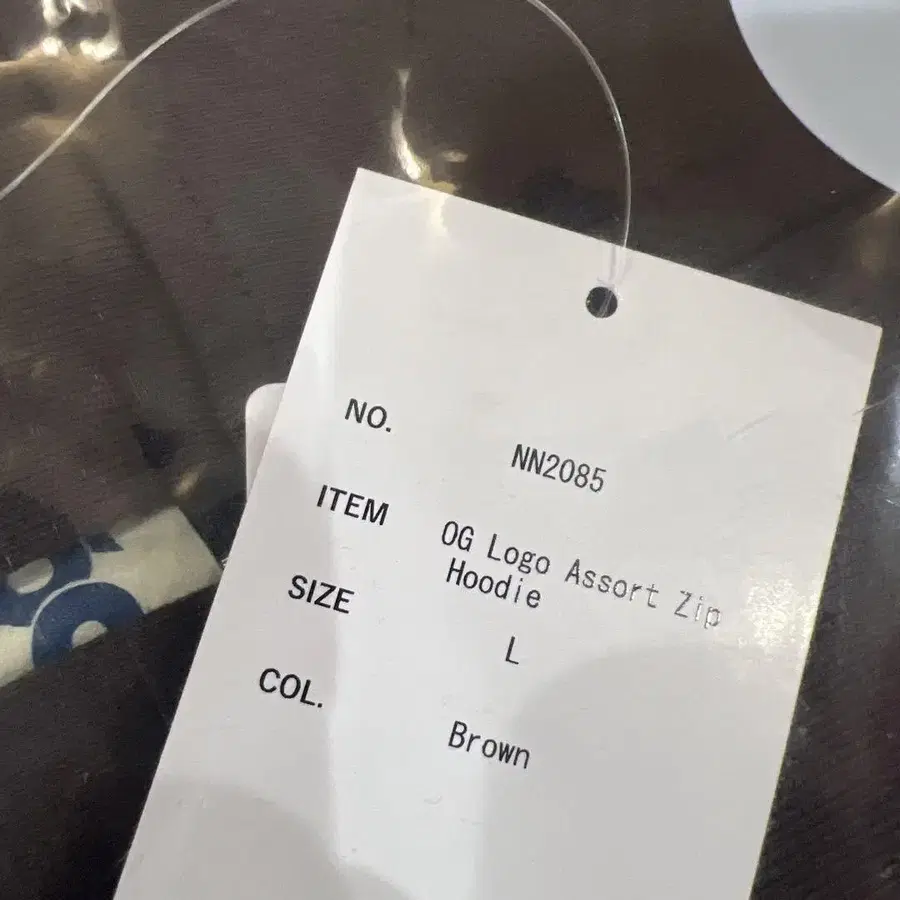 NO. NN2085
ITEM OG Logo Assort Zip
Hoodie
SIZE L
COL. Brown